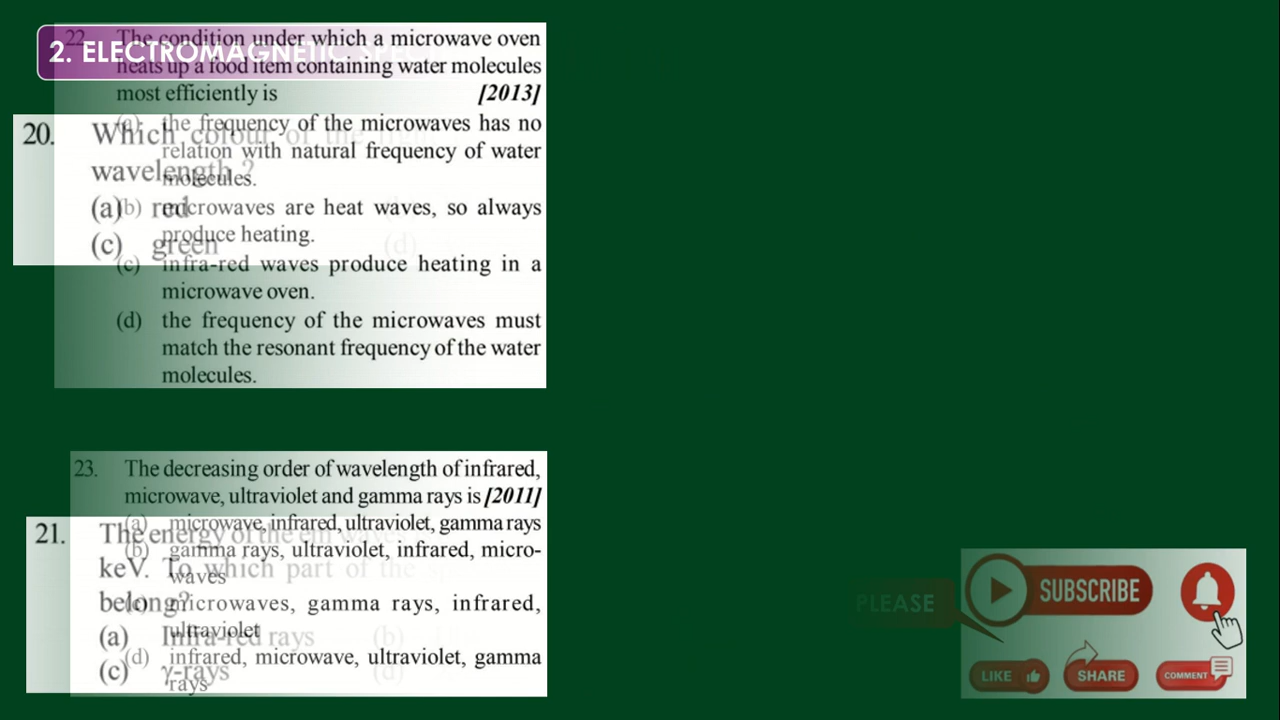 2. ELECTROMAGNETIC SPE
22. The condition under which a microwave oven
heats up a food item containing water molecules
most efficiently is [2013]
(a) the frequency of the microwaves has no
relation with natural frequency of water
molecules.
(b) microwaves are heat waves, so always
produce heating.
(c) infra-red waves produce heating in a
microwave oven.
(d) the frequency of the microwaves must
match the resonant frequency of the water
molecules.
20. Which colour of the
wavelength ?
(a) red
(c) green (d)
23. The decreasing order of wavelength of infrared,
microwave, ultraviolet and gamma rays is [2011]
(a) microwave, infrared, ultraviolet, gamma rays
(b) gamma rays, ultraviolet, infrared, micro-
waves
(c) microwaves, gamma rays, infrared,
ultraviolet
(d) infrared, microwave, ultraviolet, gamma
rays
21. The energy of the em waves
keV. To which part of the
belong?
(a) Infra-red rays (b)
(c) γ-rays (d)
PLEASE
SUBSCRIBE
LIKE
SHARE
COMMENT